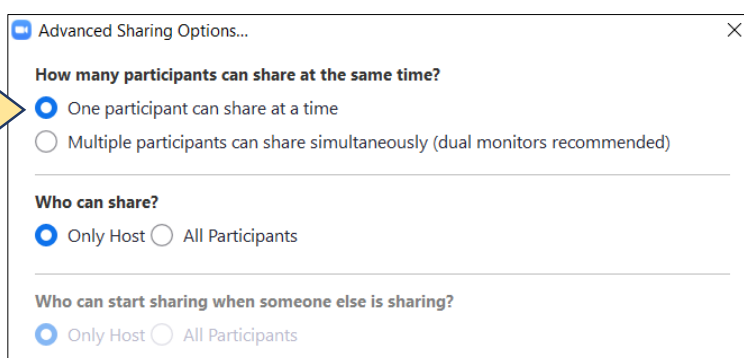 Advanced Sharing Options...
How many participants can share at the same time?
One participant can share at a time
Multiple participants can share simultaneously (dual monitors recommended)
Who can share?
Only Host All Participants
Who can start sharing when someone else is sharing?
Only Host All Participants